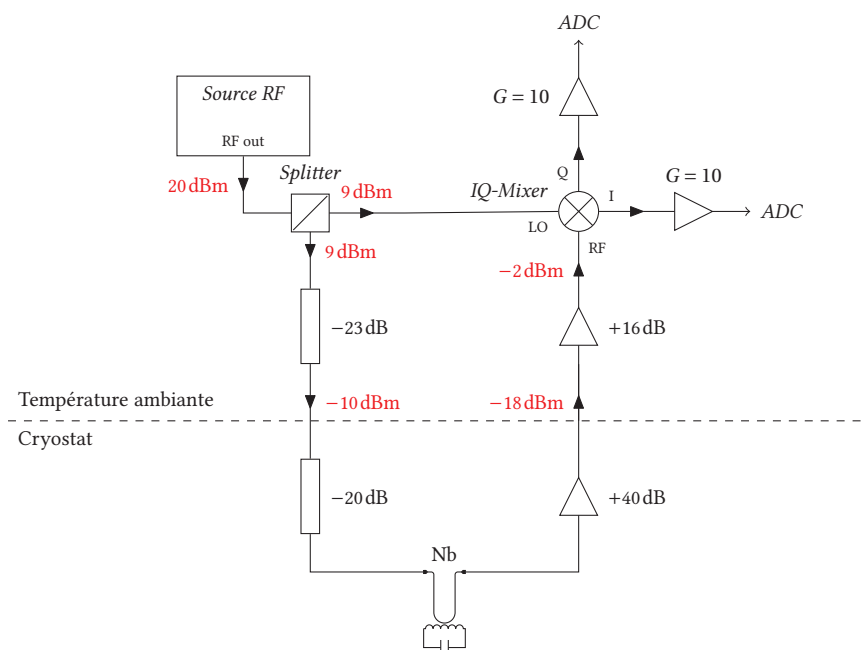 ADC
Source RF
G = 10
RF out
Splitter
Q
G = 10
20 dBm
9 dBm
IQ-Mixer
I
ADC
LO
9 dBm
RF
−2 dBm
−23 dB
+16 dB
Température ambiante
−10 dBm
−18 dBm
Cryostat
−20 dB
+40 dB
Nb